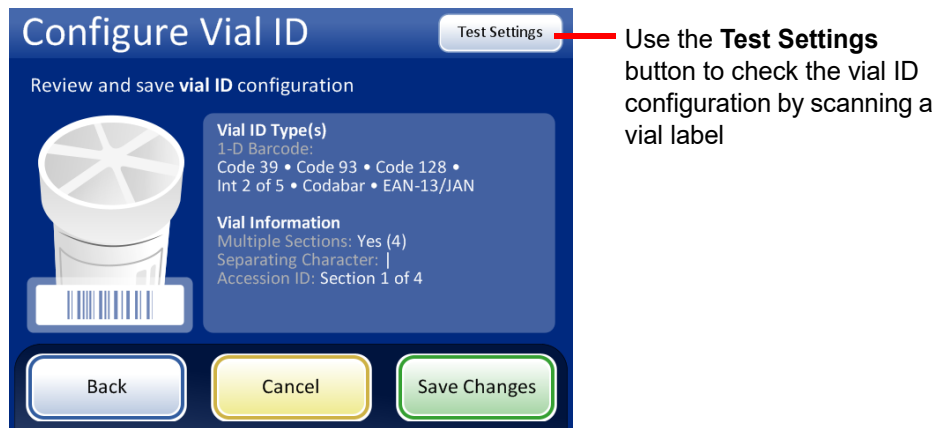 Configure Vial ID
Test Settings
Use the Test Settings
button to check the vial ID
configuration by scanning a
vial label
Review and save vial ID configuration
Vial ID Type(s)
1-D Barcode:
Code 39 • Code 93 • Code 128 •
Int 2 of 5 • Codabar • EAN-13/JAN
Vial Information
Multiple Sections: Yes (4)
Separating Character: |
Accession ID: Section 1 of 4
Back
Cancel
Save Changes